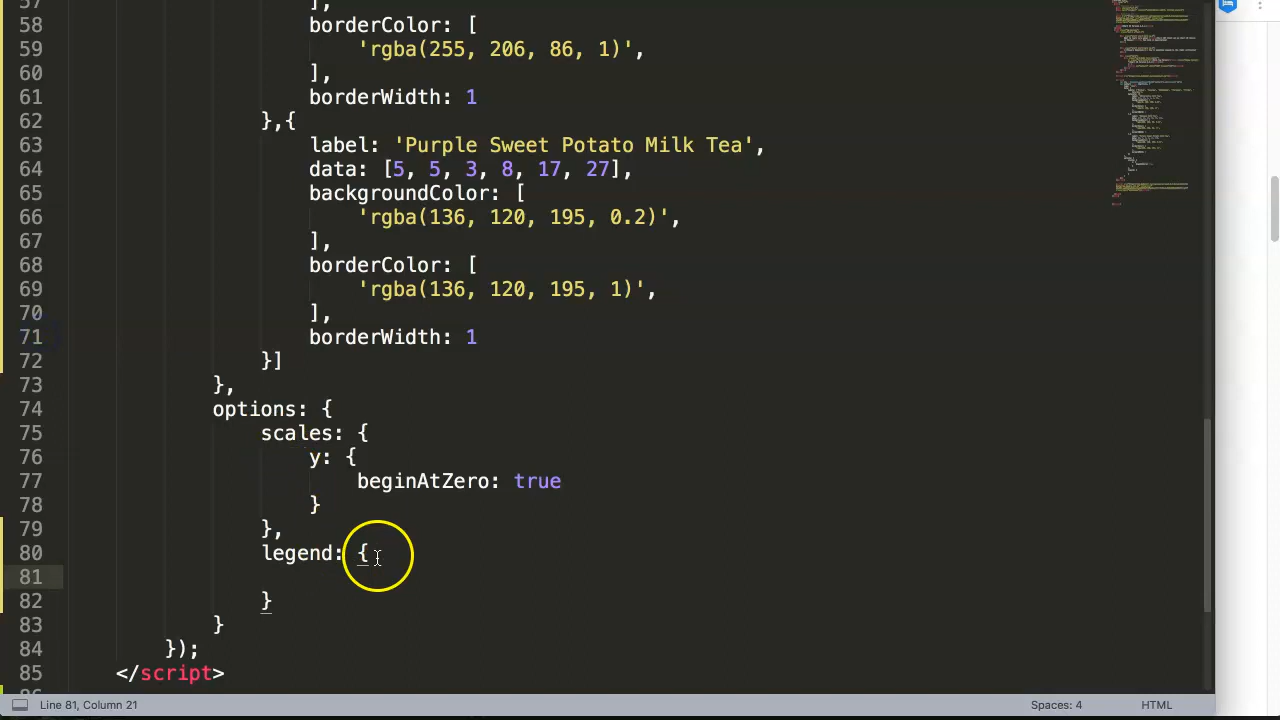 57 ],
58 borderColor: [
59 'rgba(255, 206, 86, 1)',
60 ],
61 borderWidth: 1
62 },{
63 label: 'Purple Sweet Potato Milk Tea',
64 data: [5, 5, 3, 8, 17, 27],
65 backgroundColor: [
66 'rgba(136, 120, 195, 0.2)',
67 ],
68 borderColor: [
69 'rgba(136, 120, 195, 1)',
70 ],
71 borderWidth: 1
72 }]
73 },
74 options: {
75 scales: {
76 y: {
77 beginAtZero: true
78 }
79 },
80 legend: {
81
82 }
83 }
84 });
85 </script>
Line 81, Column 21 Spaces: 4 HTML